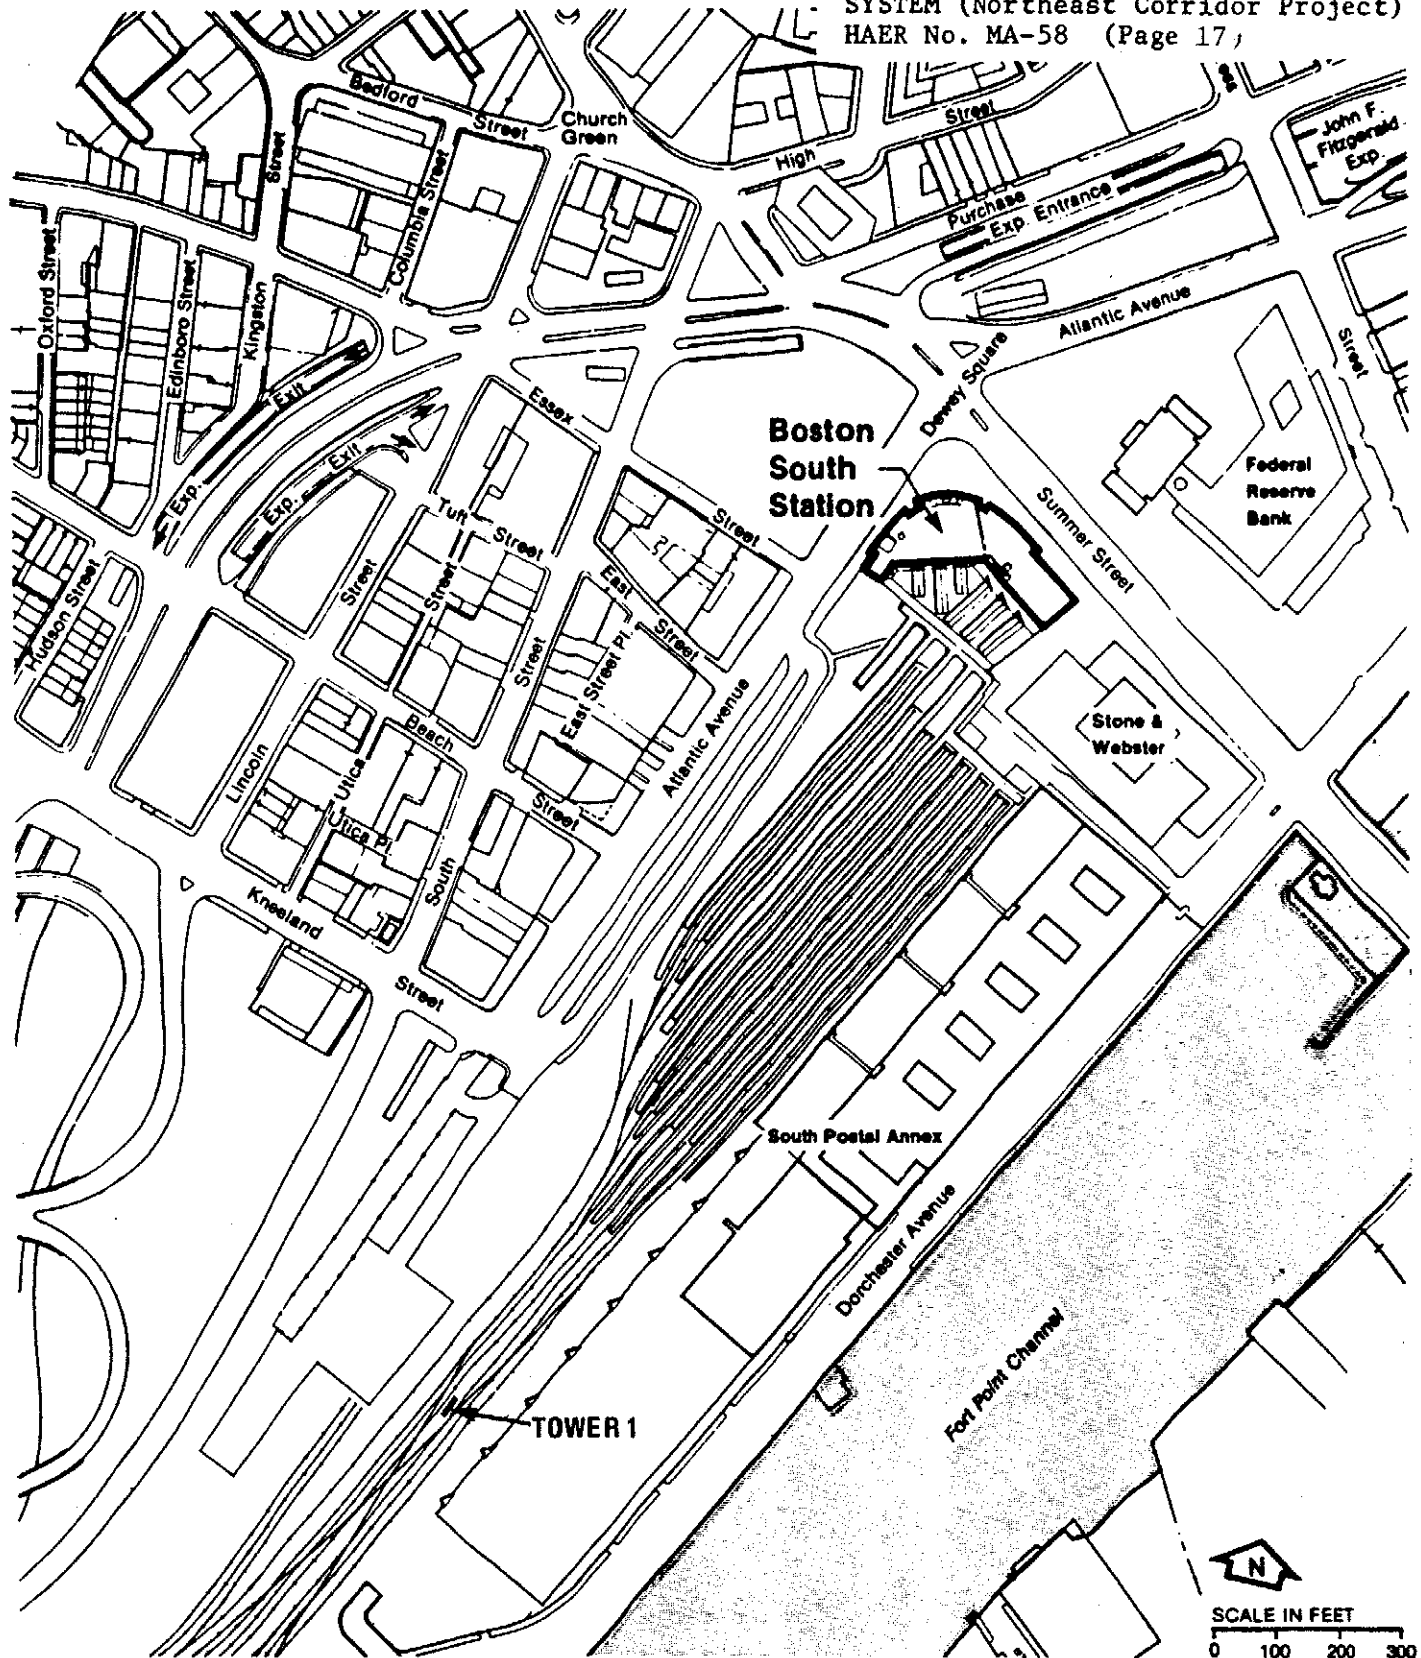 SYSTEM (Northeast Corridor Project)
HAER No. MA-58 (Page 17)
Bedford
Street
Church
Green
Street
High
Street
John F.
Fitzgerald
Exp.
Purchase
Exp. Entrance
Columbia Street
Oxford Street
Edinboro Street
Kingston
Atlantic Avenue
Street
Dewey Square
Exit
Exp.
Exit
Exp.
Essex
Street
Boston
South
Station
Federal
Reserve
Bank
Summer Street
Tuft
Street
Street
Street
East
Street
Street
East Street Pl.
Hudson Street
Stone &
Webster
Atlantic Avenue
Beach
Street
Lincoln
Utica
Utica Pl.
South
Kneeland
Street
South Postal Annex
Dorchester Avenue
Fort Point Channel
TOWER 1
N
SCALE IN FEET
0 100 200 300